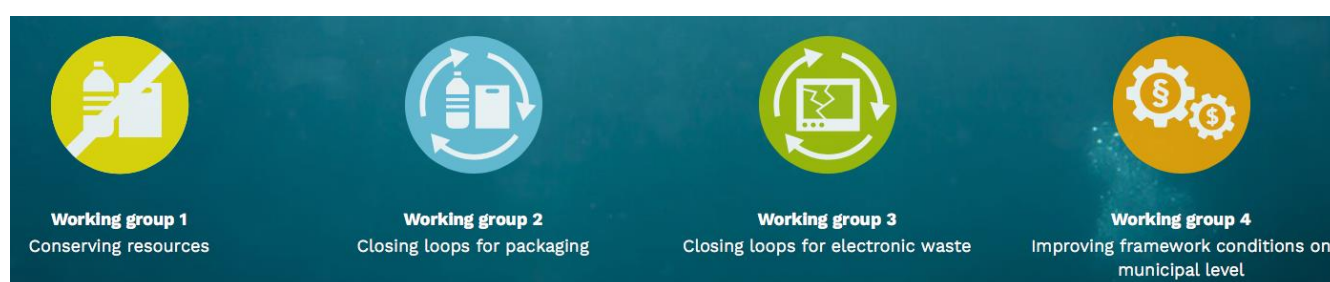 §
$
Working group 1
Conserving resources
Working group 2
Closing loops for packaging
Working group 3
Closing loops for electronic waste
Working group 4
Improving framework conditions on
municipal level